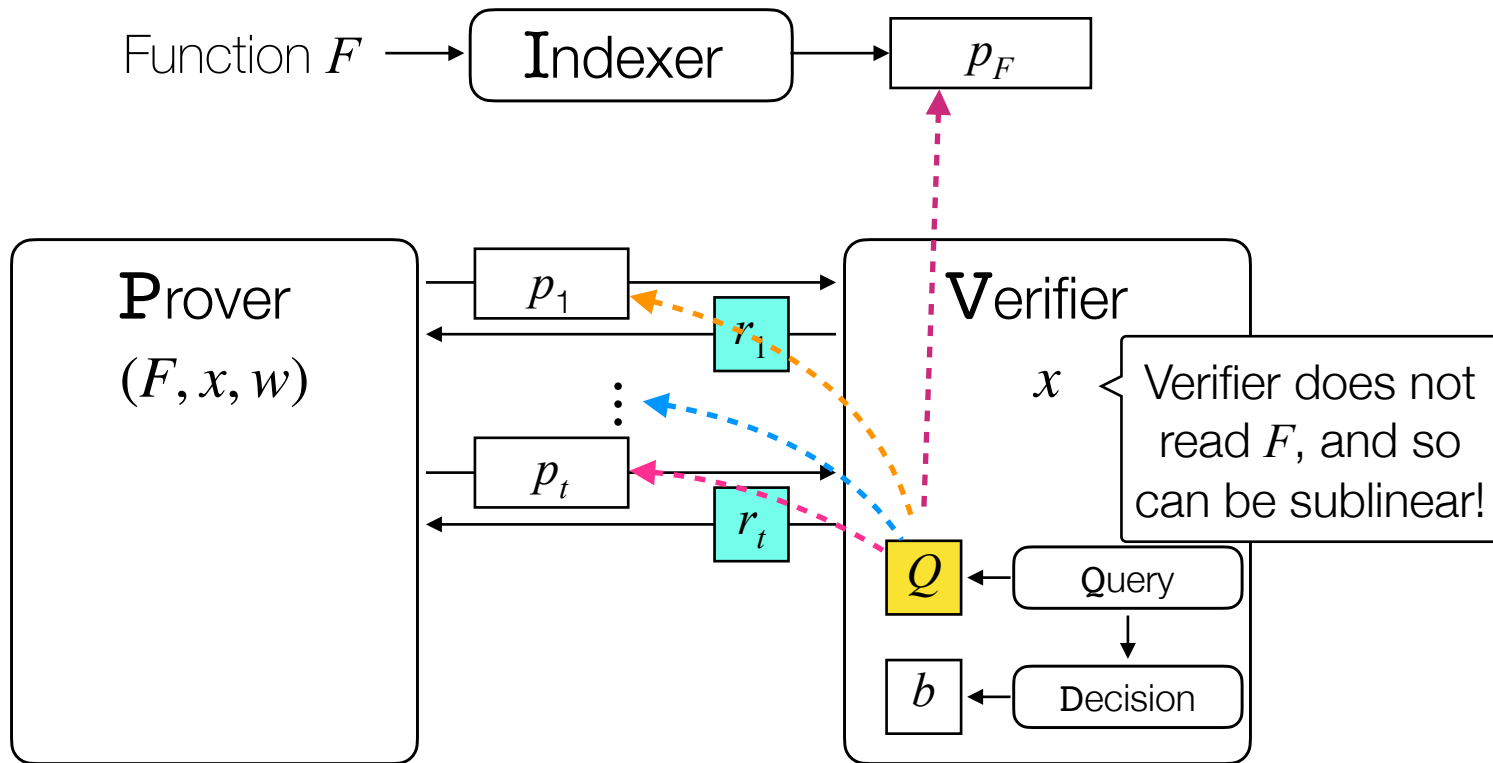 Function F
Indexer
p_F
Prover
(F, x, w)
p_1
r_1
⋮
p_t
r_t
Verifier
x
Verifier does not
read F, and so
can be sublinear!
Q
Query
b
Decision